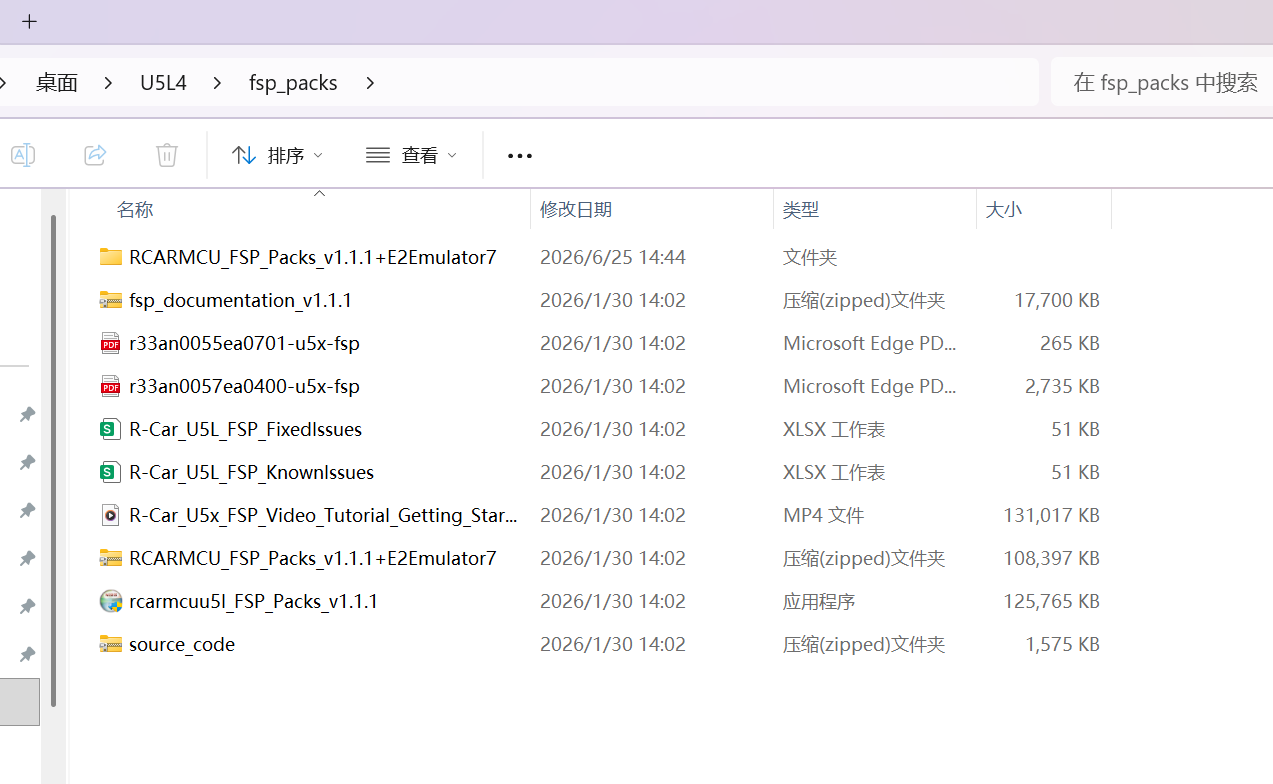 桌面 > U5L4 > fsp_packs >
在 fsp_packs 中搜索
排序 查看
名称 修改日期 类型 大小
RCARMCU_FSP_Packs_v1.1.1+E2Emulator7 2026/6/25 14:44 文件夹
fsp_documentation_v1.1.1 2026/1/30 14:02 压缩(zipped)文件夹 17,700 KB
r33an0055ea0701-u5x-fsp 2026/1/30 14:02 Microsoft Edge PD... 265 KB
r33an0057ea0400-u5x-fsp 2026/1/30 14:02 Microsoft Edge PD... 2,735 KB
R-Car_U5L_FSP_FixedIssues 2026/1/30 14:02 XLSX 工作表 51 KB
R-Car_U5L_FSP_KnownIssues 2026/1/30 14:02 XLSX 工作表 51 KB
R-Car_U5x_FSP_Video_Tutorial_Getting_Star... 2026/1/30 14:02 MP4 文件 131,017 KB
RCARMCU_FSP_Packs_v1.1.1+E2Emulator7 2026/1/30 14:02 压缩(zipped)文件夹 108,397 KB
rcarmcuu5l_FSP_Packs_v1.1.1 2026/1/30 14:02 应用程序 125,765 KB
source_code 2026/1/30 14:02 压缩(zipped)文件夹 1,575 KB